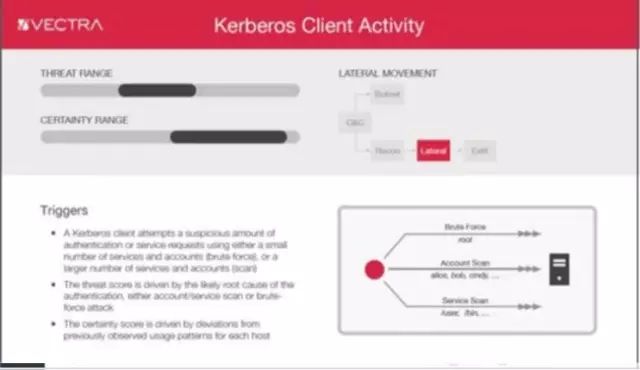 VECTRA
Kerberos Client Activity
THREAT RANGE
CERTAINTY RANGE
LATERAL MOVEMENT
Botnet
C&C
Recon
Lateral
Exfil
Triggers
A Kerberos client attempts a suspicious amount of
authentication or service requests using either a small
number of services and accounts (brute force), or a
larger number of services and accounts (scan)
The threat score is driven by the likely root cause of the
authentication, either account/service scan or brute-
force attack
The certainty score is driven by deviations from
previously observed usage patterns for each host
Brute Force
root
Account Scan
alice, bob, cindy, ...
Service Scan
/user, /bin, ...